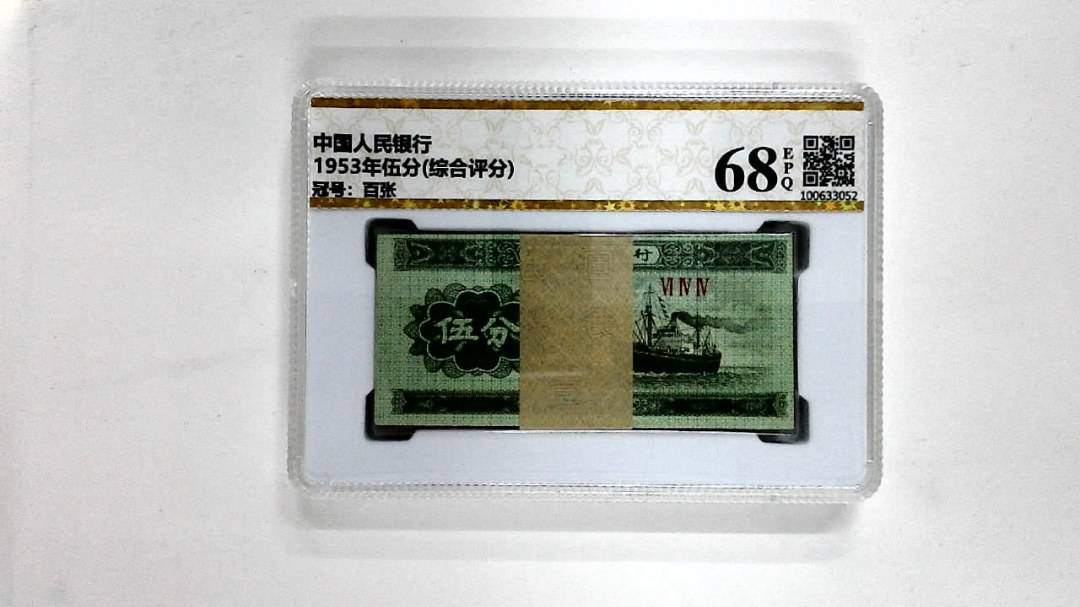 中国人民银行
1953年伍分(综合评分)
冠号：百张
68
EPQ
100633052
行
VI IV IV
伍分